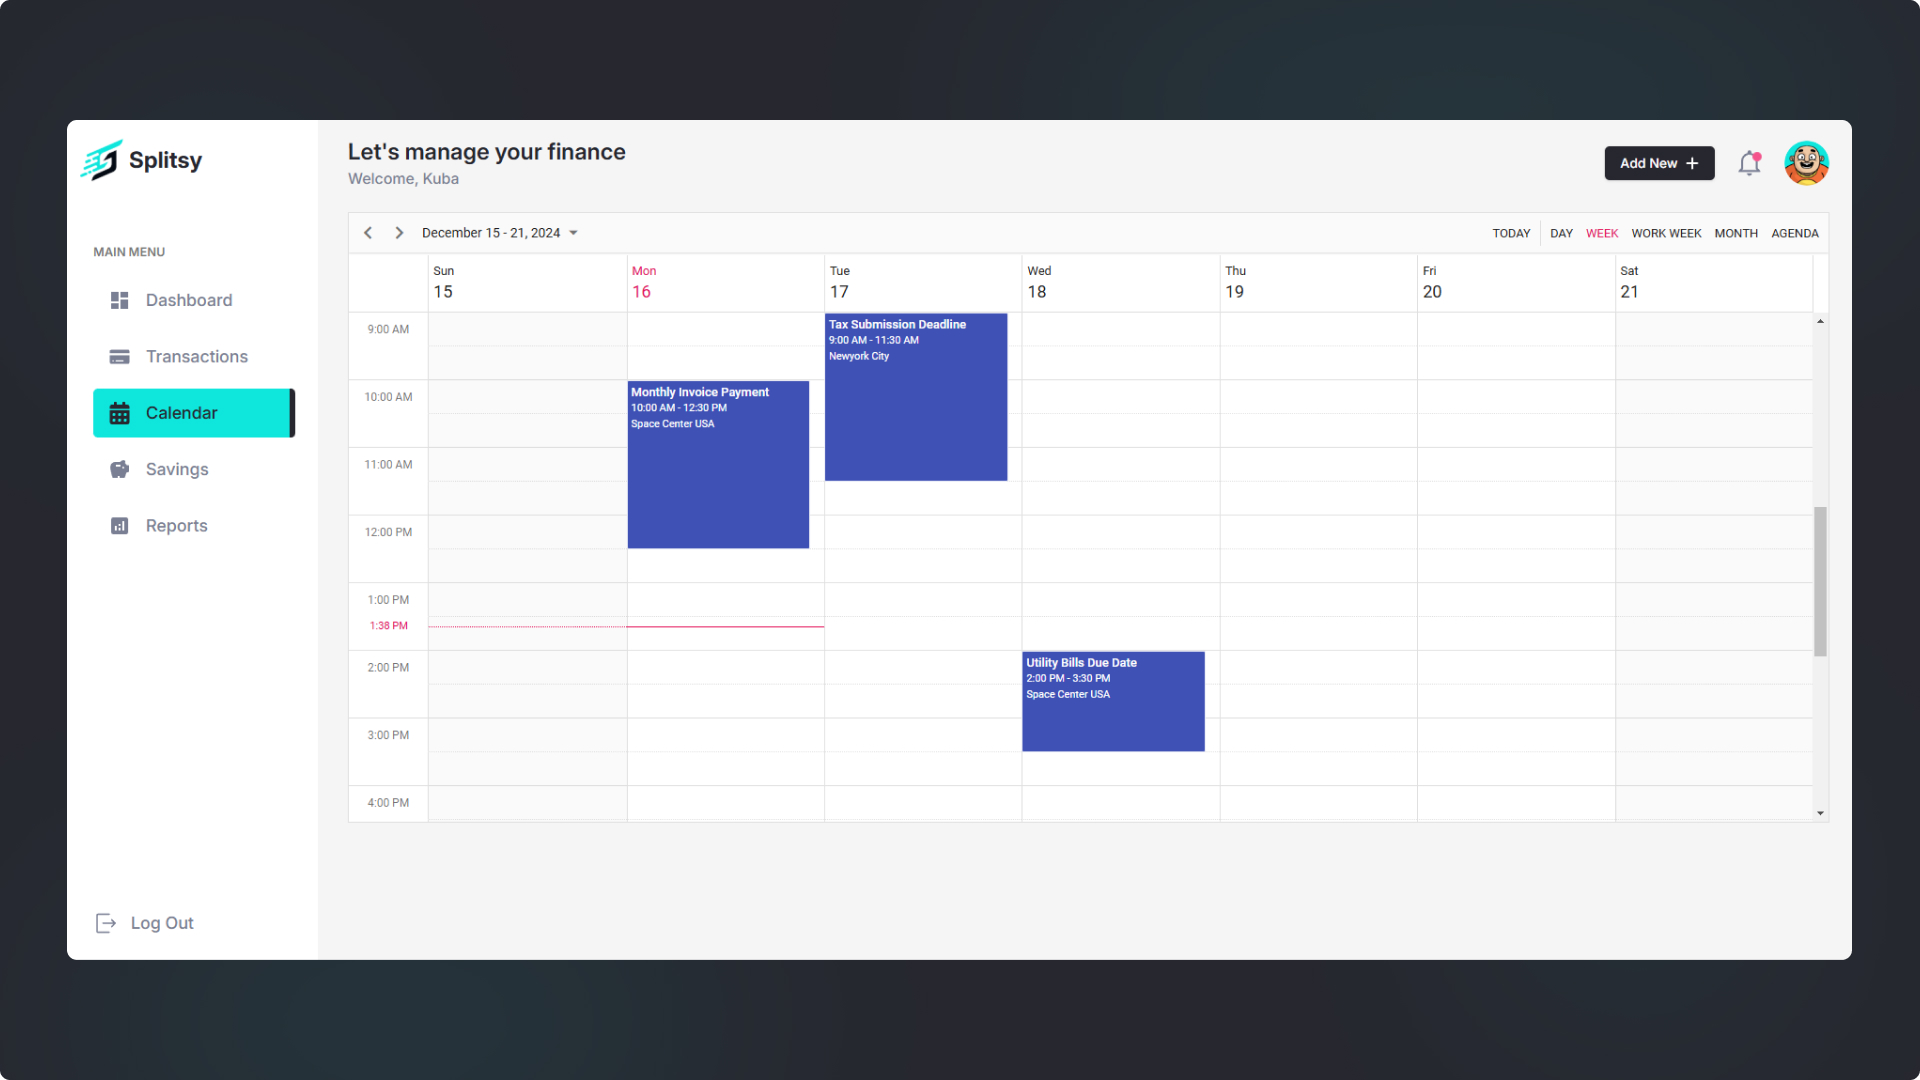 Splitsy
Let's manage your finance
Welcome, Kuba
Add New
MAIN MENU
Dashboard
Transactions
Calendar
Savings
Reports
Log Out
December 15 - 21, 2024
TODAY DAY WEEK WORK WEEK MONTH AGENDA
Sun Mon Tue Wed Thu Fri Sat
15 16 17 18 19 20 21
9:00 AM
10:00 AM
11:00 AM
12:00 PM
1:00 PM
1:38 PM
2:00 PM
3:00 PM
4:00 PM
Monthly Invoice Payment
10:00 AM - 12:30 PM
Space Center USA
Tax Submission Deadline
9:00 AM - 11:30 AM
Newyork City
Utility Bills Due Date
2:00 PM - 3:30 PM
Space Center USA